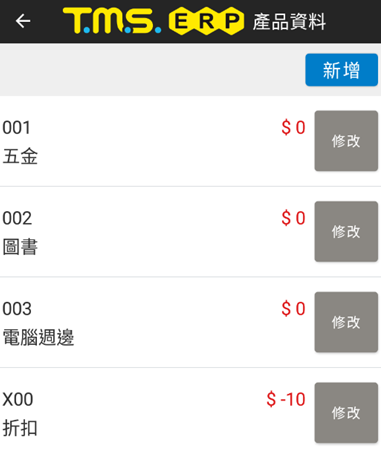 T.M.S. ERP 產品資料
新增
001 $ 0 修改
五金
002 $ 0 修改
圖書
003 $ 0 修改
電腦週邊
X00 $ -10 修改
折扣